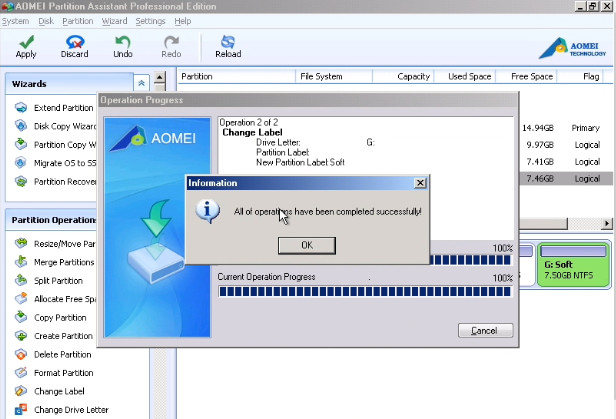 AOMEI Partition Assistant Professional Edition
System Disk Partition Wizard Settings Help
Apply Discard Undo Redo Reload
AOMEI
TECHNOLOGY
Wizards
Partition File System Capacity Used Space Free Space Flag
Operation Progress
Extend Partition
Disk Copy Wizard
Partition Copy W
Migrate OS to SS
Partition Recover
14.94GB Primary
9.97GB Logical
7.41GB Logical
7.46GB Logical
AOMEI
Operation 2 of 2
Change Label
Drive Letter: G:
Partition Label:
New Partition Label: Soft
Information
All of operations have been completed successfully!
OK
100%
Current Operation Progress 100%
Cancel
Partition Operations
Resize/Move Par
Merge Partitions
Split Partition
Allocate Free Spa
Copy Partition
Create Partition
Delete Partition
Format Partition
Change Label
Change Drive Letter
G: Soft
7.50GB NTFS